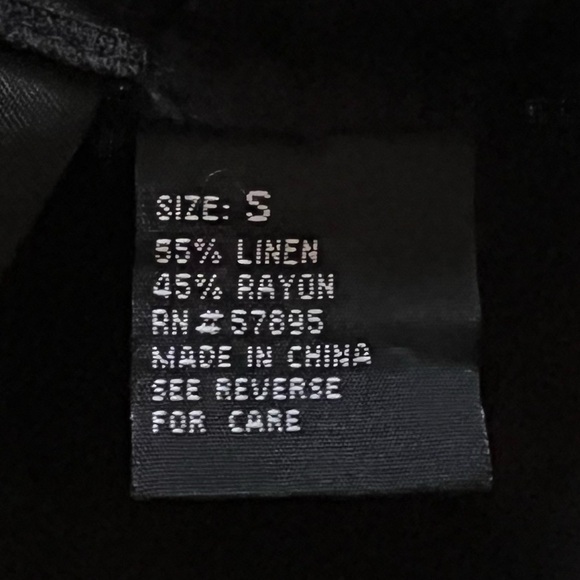 SIZE: S
55% LINEN
45% RAYON
RN # 57895
MADE IN CHINA
SEE REVERSE
FOR CARE